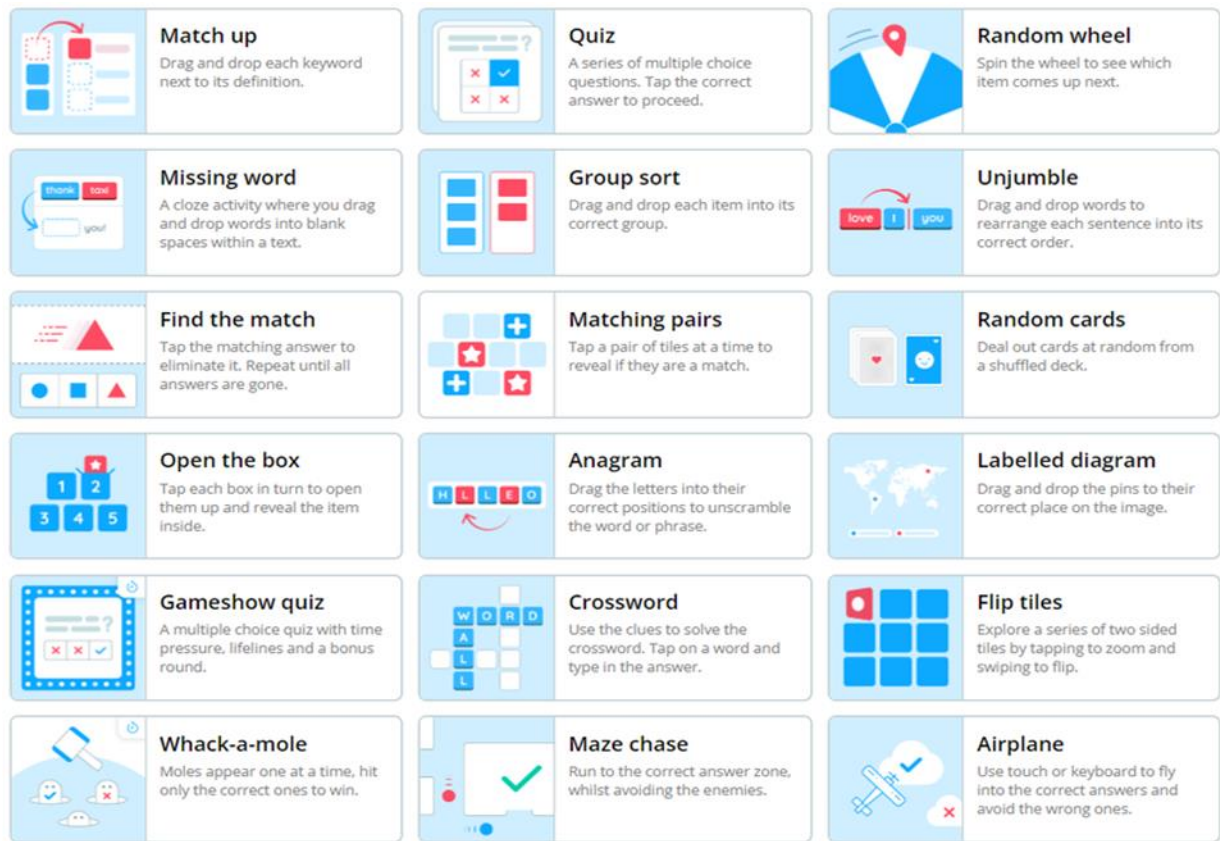 Match up
Drag and drop each keyword
next to its definition.
?
Quiz
A series of multiple choice
questions. Tap the correct
answer to proceed.
Random wheel
Spin the wheel to see which
item comes up next.
thank taxi
you!
Missing word
A cloze activity where you drag
and drop words into blank
spaces within a text.
Group sort
Drag and drop each item into its
correct group.
love I you
Unjumble
Drag and drop words to
rearrange each sentence into its
correct order.
Find the match
Tap the matching answer to
eliminate it. Repeat until all
answers are gone.
Matching pairs
Tap a pair of tiles at a time to
reveal if they are a match.
Random cards
Deal out cards at random from
a shuffled deck.
1 2
3 4 5
Open the box
Tap each box in turn to open
them up and reveal the item
inside.
H L L E O
Anagram
Drag the letters into their
correct positions to unscramble
the word or phrase.
Labelled diagram
Drag and drop the pins to their
correct place on the image.
?
Gameshow quiz
A multiple choice quiz with time
pressure, lifelines and a bonus
round.
W O R D
A
L
L
Crossword
Use the clues to solve the
crossword. Tap on a word and
type in the answer.
Flip tiles
Explore a series of two sided
tiles by tapping to zoom and
swiping to flip.
Whack-a-mole
Moles appear one at a time, hit
only the correct ones to win.
Maze chase
Run to the correct answer zone,
whilst avoiding the enemies.
Airplane
Use touch or keyboard to fly
into the correct answers and
avoid the wrong ones.